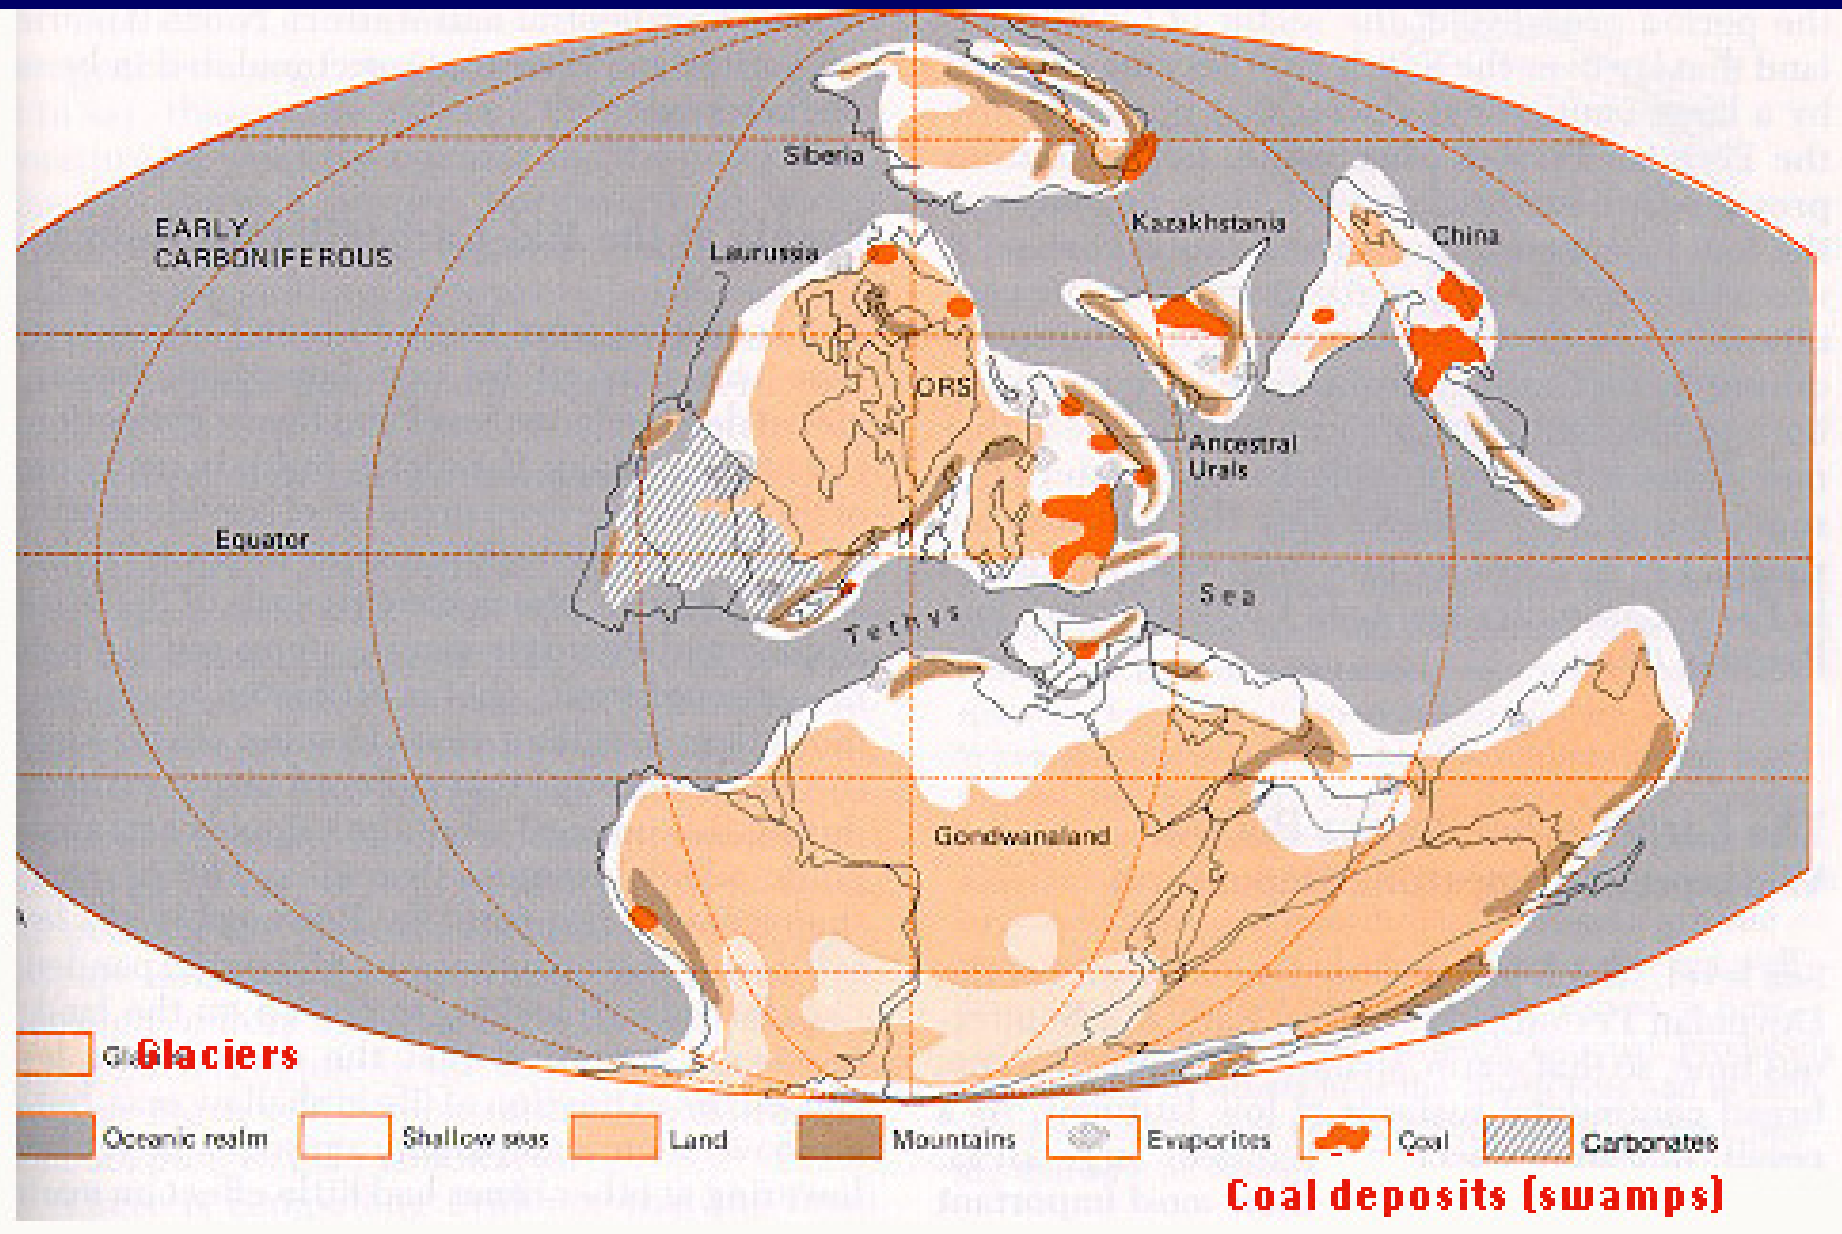 Siberia
EARLY
CARBONIFEROUS
Laurussia
Kazakhstania
China
ORS
Ancestral
Urals
Equator
Sea
Tethys
Gondwanaland
Glaciers
Oceanic realm
Shallow seas
Land
Mountains
Evaporites
Coal
Carbonates
Coal deposits (swamps)